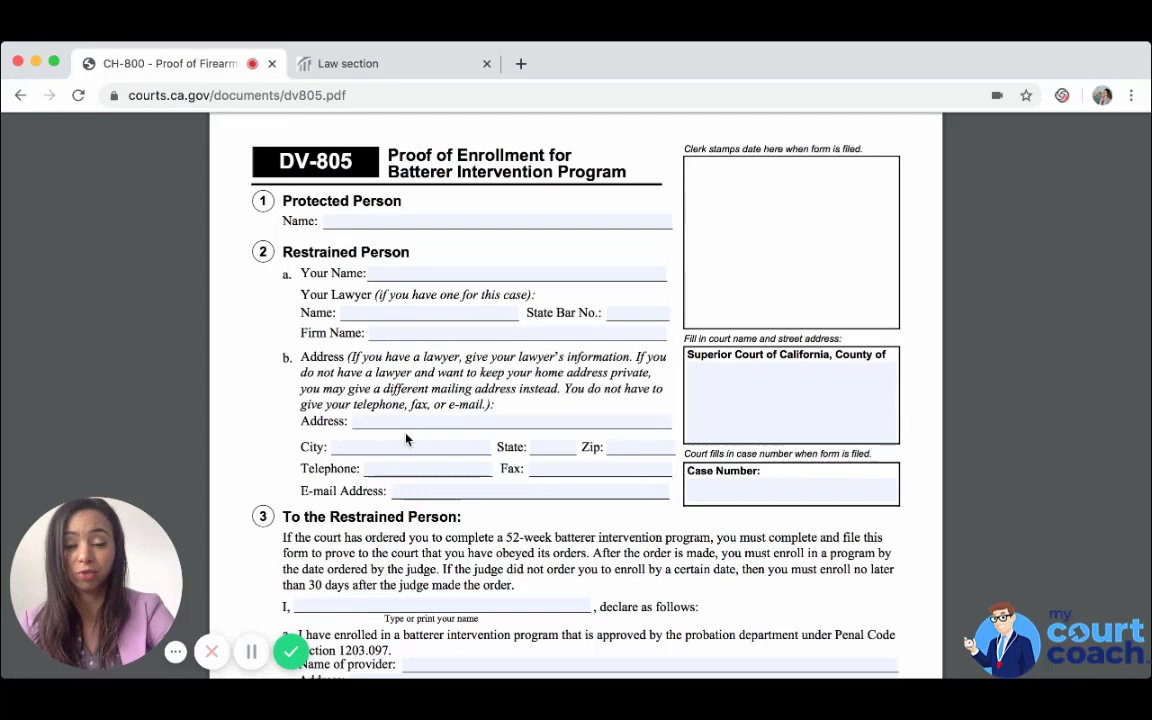 CH-800 - Proof of Firearm
Law section
courts.ca.gov/documents/dv805.pdf
DV-805
Proof of Enrollment for
Batterer Intervention Program
Clerk stamps date here when form is filed.
1 Protected Person
Name:
2 Restrained Person
a. Your Name:
Your Lawyer (if you have one for this case):
Name: State Bar No.:
Firm Name:
b. Address (If you have a lawyer, give your lawyer's information. If you
do not have a lawyer and want to keep your home address private,
you may give a different mailing address instead. You do not have to
give your telephone, fax, or e-mail.):
Address:
City: State: Zip:
Telephone: Fax:
E-mail Address:
Fill in court name and street address:
Superior Court of California, County of
Court fills in case number when form is filed.
Case Number:
3 To the Restrained Person:
If the court has ordered you to complete a 52-week batterer intervention program, you must complete and file this
form to prove to the court that you have obeyed its orders. After the order is made, you must enroll in a program by
the date ordered by the judge. If the judge did not order you to enroll by a certain date, then you must enroll no later
than 30 days after the judge made the order.
I, , declare as follows:
Type or print your name
I have enrolled in a batterer intervention program that is approved by the probation department under Penal Code
ction 1203.097.
Name of provider:
my
court
coach